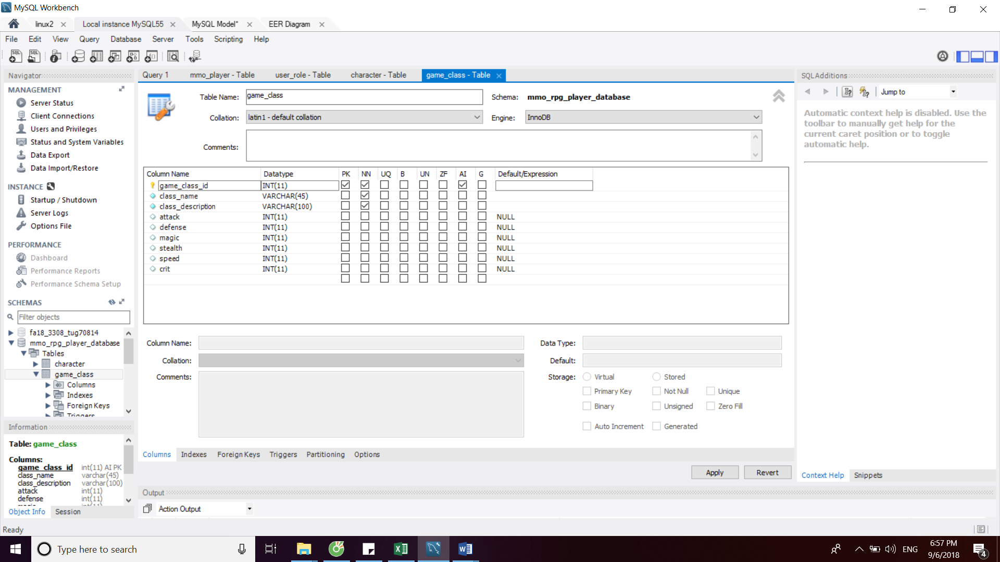 MySQL Workbench
linux2
Local instance MySQL55
MySQL Model*
EER Diagram
File Edit View Query Database Server Tools Scripting Help
Navigator
MANAGEMENT
Server Status
Client Connections
Users and Privileges
Status and System Variables
Data Export
Data Import/Restore
INSTANCE
Startup / Shutdown
Server Logs
Options File
PERFORMANCE
Dashboard
Performance Reports
Performance Schema Setup
SCHEMAS
Filter objects
fa18_3308_tug70814
mmo_rpg_player_database
Tables
character
game_class
Columns
Indexes
Foreign Keys
Triggers
Information
Table: game_class
Columns:
game_class_id int(11) AI PK
class_name varchar(45)
class_description varchar(100)
attack int(11)
defense int(11)
magic int(11)
Object Info Session
Query 1 mmo_player - Table user_role - Table character - Table game_class - Table
Table Name: game_class Schema: mmo_rpg_player_database
Collation: latin1 - default collation Engine: InnoDB
Comments:
Column Name Datatype PK NN UQ B UN ZF AI G Default/Expression
game_class_id INT(11)
class_name VARCHAR(45)
class_description VARCHAR(100)
attack INT(11) NULL
defense INT(11) NULL
magic INT(11) NULL
stealth INT(11) NULL
speed INT(11) NULL
crit INT(11) NULL
Column Name: Data Type:
Collation: Default:
Comments: Storage: Virtual Stored
Primary Key Not Null Unique
Binary Unsigned Zero Fill
Auto Increment Generated
Columns Indexes Foreign Keys Triggers Partitioning Options
Apply Revert
Output
Action Output
SQLAdditions
Jump to
Automatic context help is disabled. Use the
toolbar to manually get help for the
current caret position or to toggle
automatic help.
Context Help Snippets
Ready
Type here to search
ENG
6:57 PM
9/6/2018
4